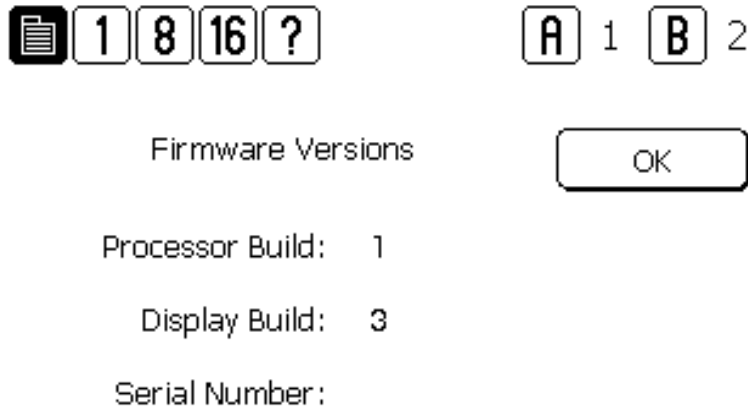 1 8 16 ? A 1 B 2
Firmware Versions OK
Processor Build: 1
Display Build: 3
Serial Number: